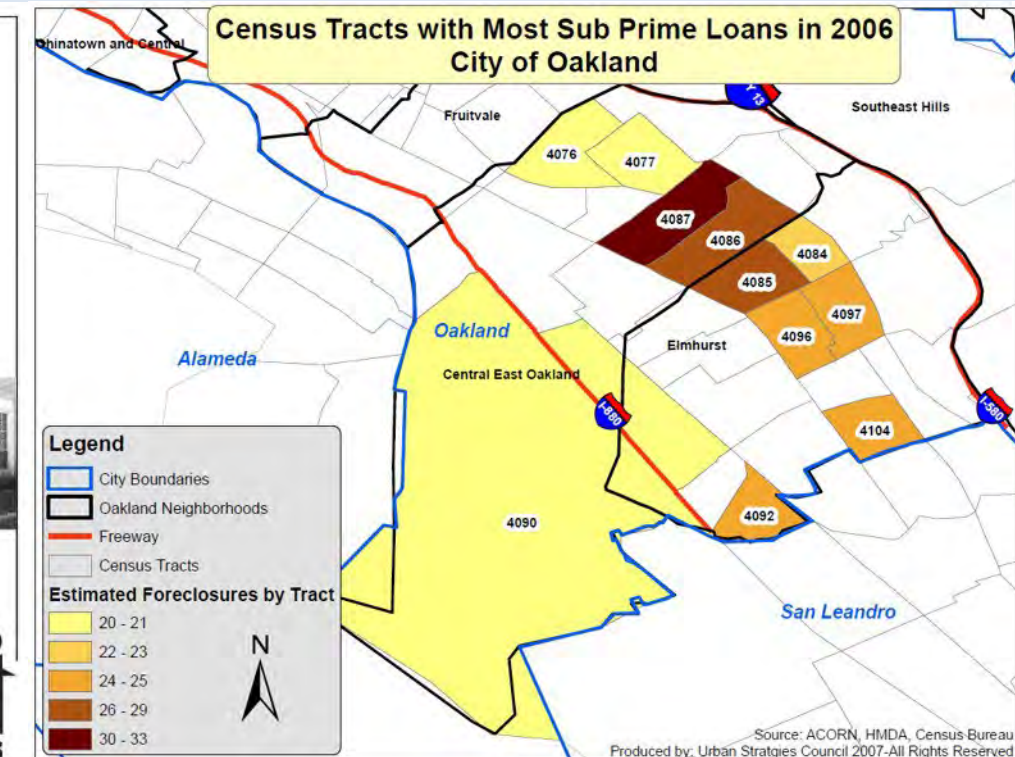 Census Tracts with Most Sub Prime Loans in 2006
City of Oakland
Chinatown and Central
Fruitvale
Y 13
Southeast Hills
4076
4077
4087
4086
4084
4085
4097
4096
Oakland
Elmhurst
Alameda
Central East Oakland
I-880
I-580
4104
4092
4090
San Leandro
Legend
City Boundaries
Oakland Neighborhoods
Freeway
Census Tracts
Estimated Foreclosures by Tract
20 - 21
22 - 23
24 - 25
26 - 29
30 - 33
N
Source: ACORN, HMDA, Census Bureau
Produced by: Urban Stratgies Council 2007-All Rights Reserved